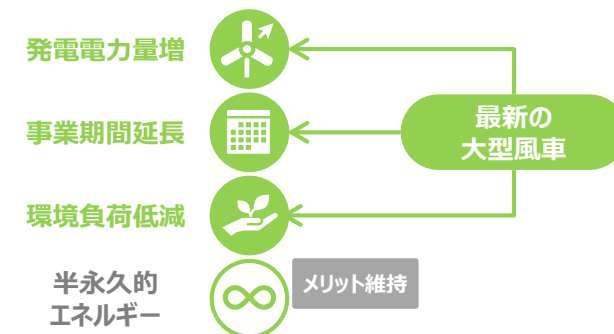 発電電力量増
事業期間延長
最新の
大型風車
環境負荷低減
半永久的
エネルギー
メリット維持